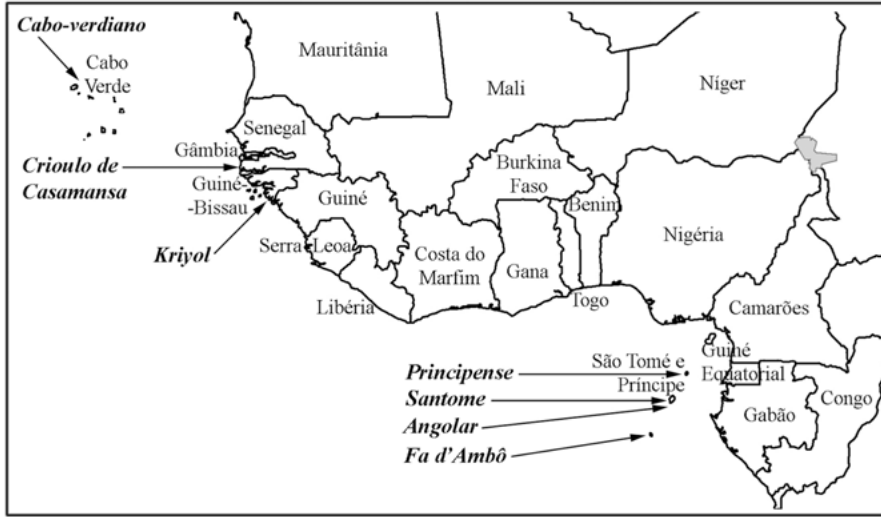 Cabo-verdiano
Cabo
Verde
Mauritânia
Mali
Níger
Senegal
Gâmbia
Crioulo de
Casamansa
Guiné-
-Bissau
Guiné
Burkina
Faso
Benim
Nigéria
Kriyol
Serra
Leoa
Costa do
Marfim
Gana
Libéria
Togo
Camarões
Guiné
Equatorial
São Tomé e
Príncipe
Principense
Santome
Angolar
Fa d'Ambô
Gabão
Congo